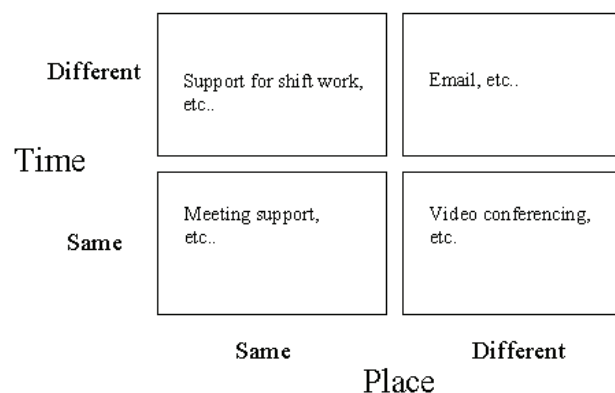 Different
Support for shift work,
etc..
Email, etc..
Time
Meeting support,
etc..
Video conferencing,
etc.
Same
Same
Different
Place